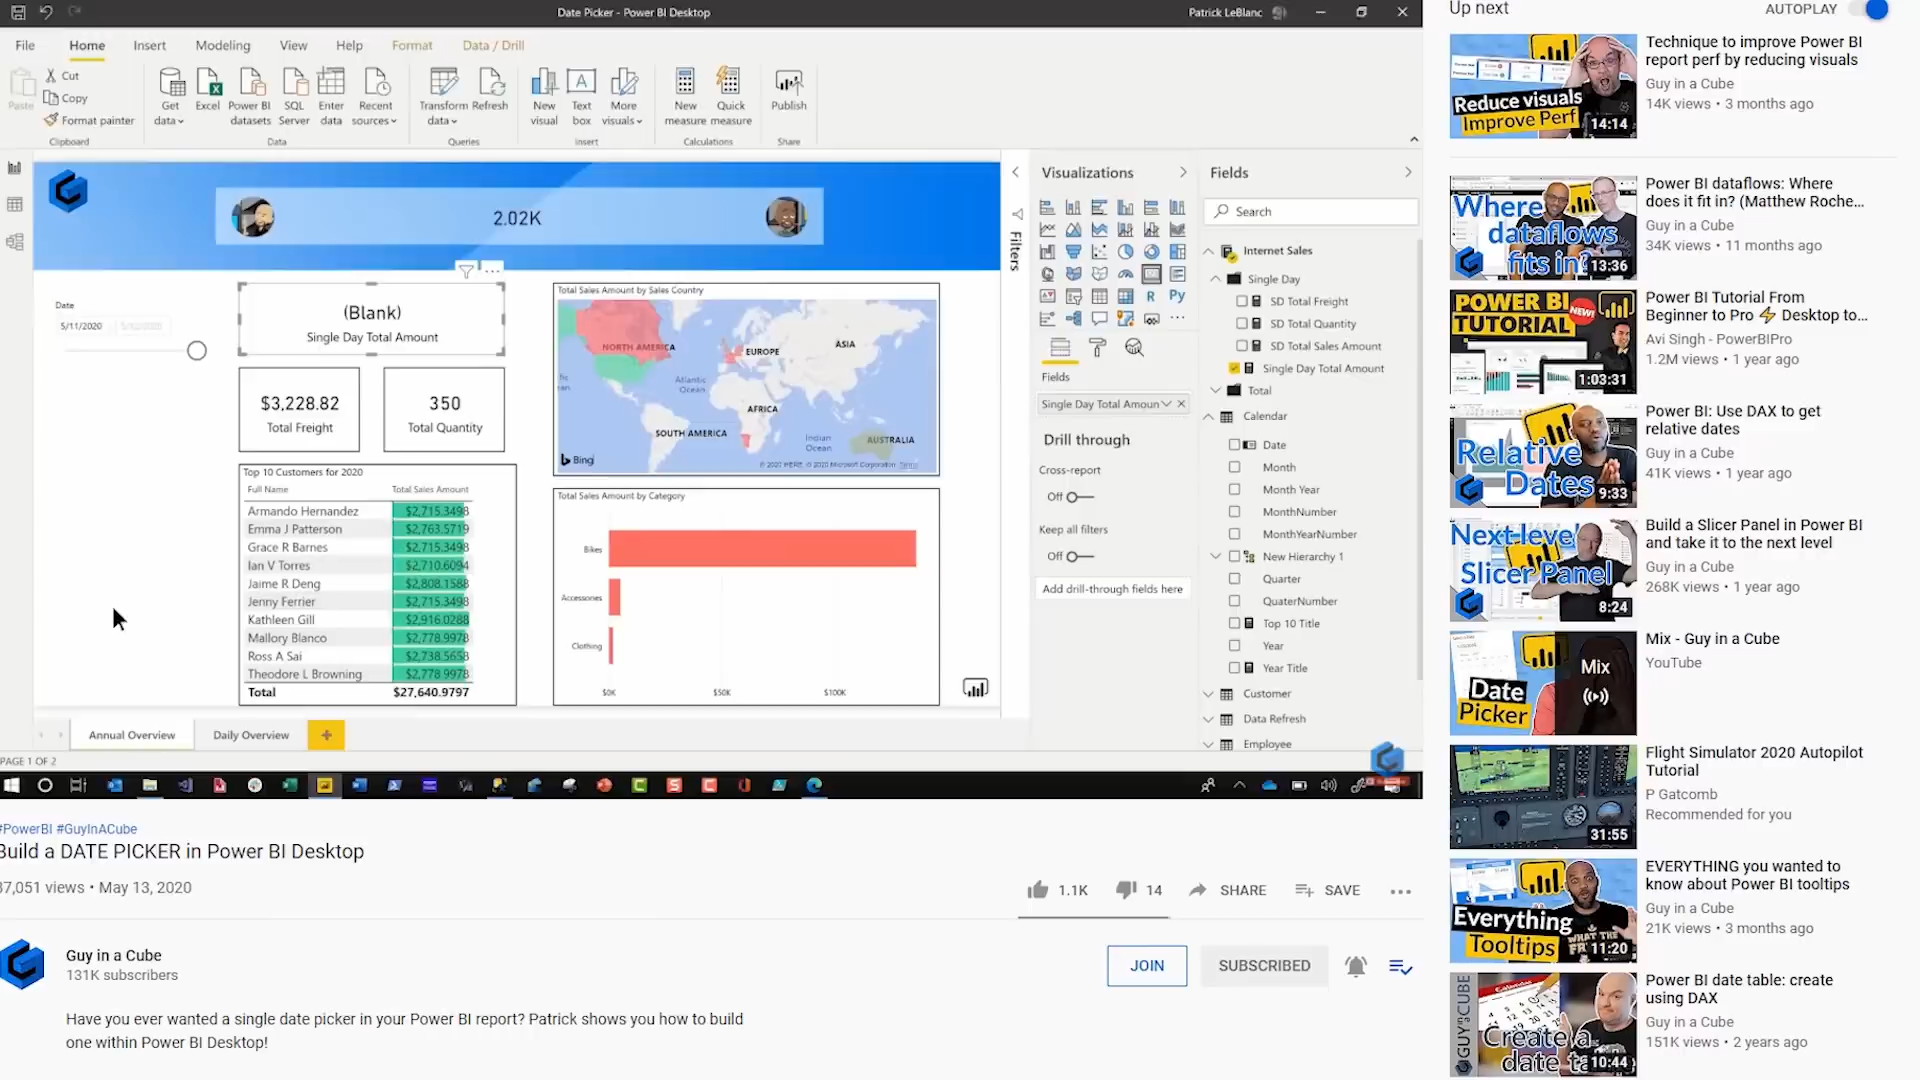 Date Picker - Power BI Desktop
Patrick LeBlanc
File Home Insert Modeling View Help Format Data / Drill
Paste
Cut
Copy
Format painter
Clipboard
Get data
Excel
Power BI datasets
SQL Server
Enter data
Recent sources
Data
Transform data
Refresh
Queries
New visual
Text box
More visuals
Insert
New measure
Quick measure
Calculations
Publish
Share
2.02K
Date
5/11/2020
(Blank)
Single Day Total Amount
$3,228.82
Total Freight
350
Total Quantity
Top 10 Customers for 2020
Full Name Total Sales Amount
Armando Hernandez $2,715.3498
Emma J Patterson $2,763.5719
Grace R Barnes $2,715.3498
Ian V Torres $2,710.6094
Jaime R Deng $2,808.1588
Jenny Ferrier $2,715.3498
Kathleen Gill $2,916.0288
Mallory Blanco $2,778.9978
Ross A Sai $2,738.5658
Theodore L Browning $2,778.9978
Total $27,640.9797
Total Sales Amount by Sales Country
NORTH AMERICA
EUROPE
ASIA
Atlantic Ocean
AFRICA
SOUTH AMERICA
Indian Ocean
AUSTRALIA
Bing
© 2020 HERE, © 2020 Microsoft Corporation Terms
Total Sales Amount by Category
Bikes
Accessories
Clothing
$0K $50K $100K
Annual Overview
Daily Overview
PAGE 1 OF 2
Filters
Visualizations
R
Py
Fields
Single Day Total Amoun
Drill through
Cross-report
Off
Keep all filters
Off
Add drill-through fields here
Fields
Search
Internet Sales
Single Day
SD Total Freight
SD Total Quantity
SD Total Sales Amount
Single Day Total Amount
Total
Calendar
Date
Month
Month Year
MonthNumber
MonthYearNumber
New Hierarchy 1
Quarter
QuaterNumber
Top 10 Title
Year
Year Title
Customer
Data Refresh
Employee
#PowerBI #GuyInACube
Build a DATE PICKER in Power BI Desktop
37,051 views • May 13, 2020
1.1K
14
SHARE
SAVE
Guy in a Cube
131K subscribers
JOIN
SUBSCRIBED
Have you ever wanted a single date picker in your Power BI report? Patrick shows you how to build
one within Power BI Desktop!
Up next
AUTOPLAY
Reduce visuals
Improve Perf
14:14
Technique to improve Power BI
report perf by reducing visuals
Guy in a Cube
14K views • 3 months ago
Where
dataflows
fits in?
13:36
Power BI dataflows: Where
does it fit in? (Matthew Roche...
Guy in a Cube
34K views • 11 months ago
POWER BI
TUTORIAL
NEW!
1:03:31
Power BI Tutorial From
Beginner to Pro ⚡ Desktop to...
Avi Singh - PowerBIPro
1.2M views • 1 year ago
Relative
Dates
9:33
Power BI: Use DAX to get
relative dates
Guy in a Cube
41K views • 1 year ago
Next-level
Slicer Panel
8:24
Build a Slicer Panel in Power BI
and take it to the next level
Guy in a Cube
268K views • 1 year ago
Date
Picker
Mix
Mix - Guy in a Cube
YouTube
31:55
Flight Simulator 2020 Autopilot
Tutorial
P Gatcomb
Recommended for you
Everything
Tooltips
11:20
EVERYTHING you wanted to
know about Power BI tooltips
Guy in a Cube
21K views • 3 months ago
GUY IN A CUBE
Create a
date
10:44
Power BI date table: create
using DAX
Guy in a Cube
151K views • 2 years ago